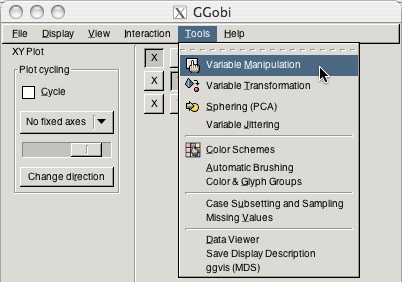 X GGobi
File Display View Interaction Tools Help
XY Plot
Plot cycling
Cycle
No fixed axes
Change direction
X
X
X
Variable Manipulation
Variable Transformation
Sphering (PCA)
Variable Jittering
Color Schemes
Automatic Brushing
Color & Glyph Groups
Case Subsetting and Sampling
Missing Values
Data Viewer
Save Display Description
ggvis (MDS)